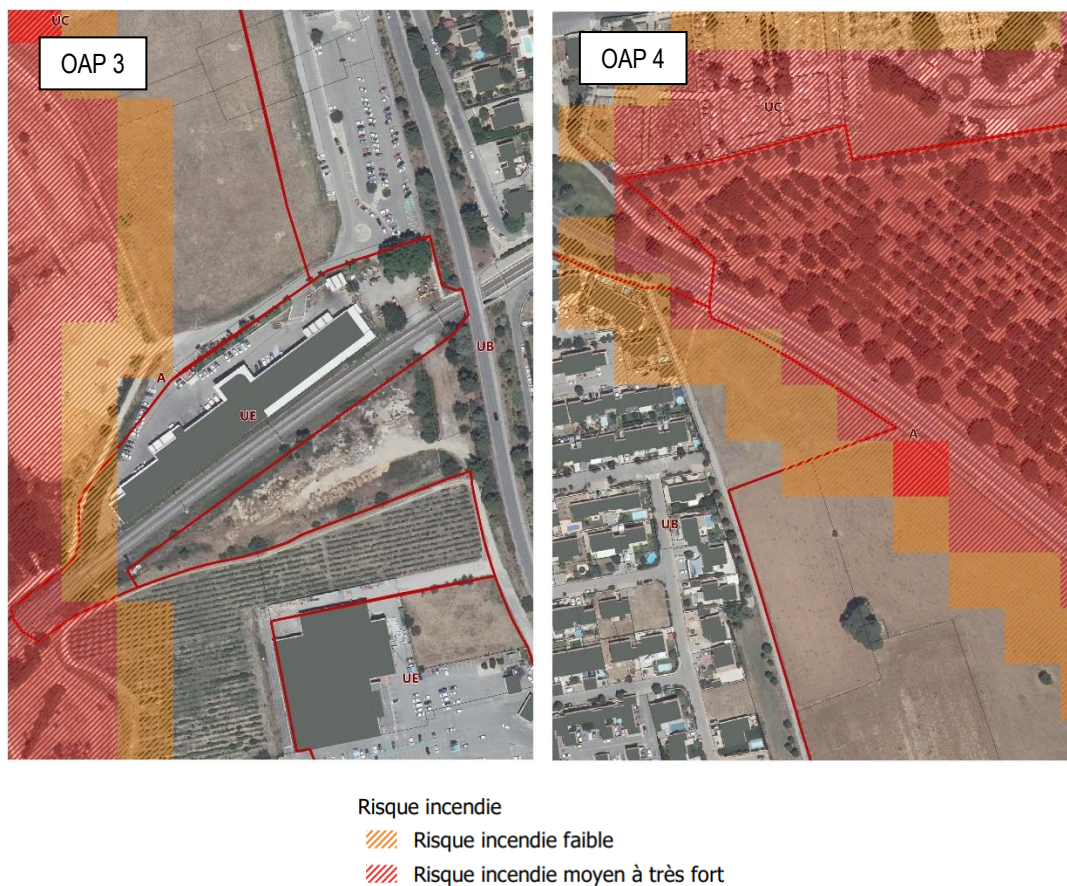 UC
OAP 3
A
UE
UB
UE
OAP 4
UC
A
UB
Risque incendie
Risque incendie faible
Risque incendie moyen à très fort